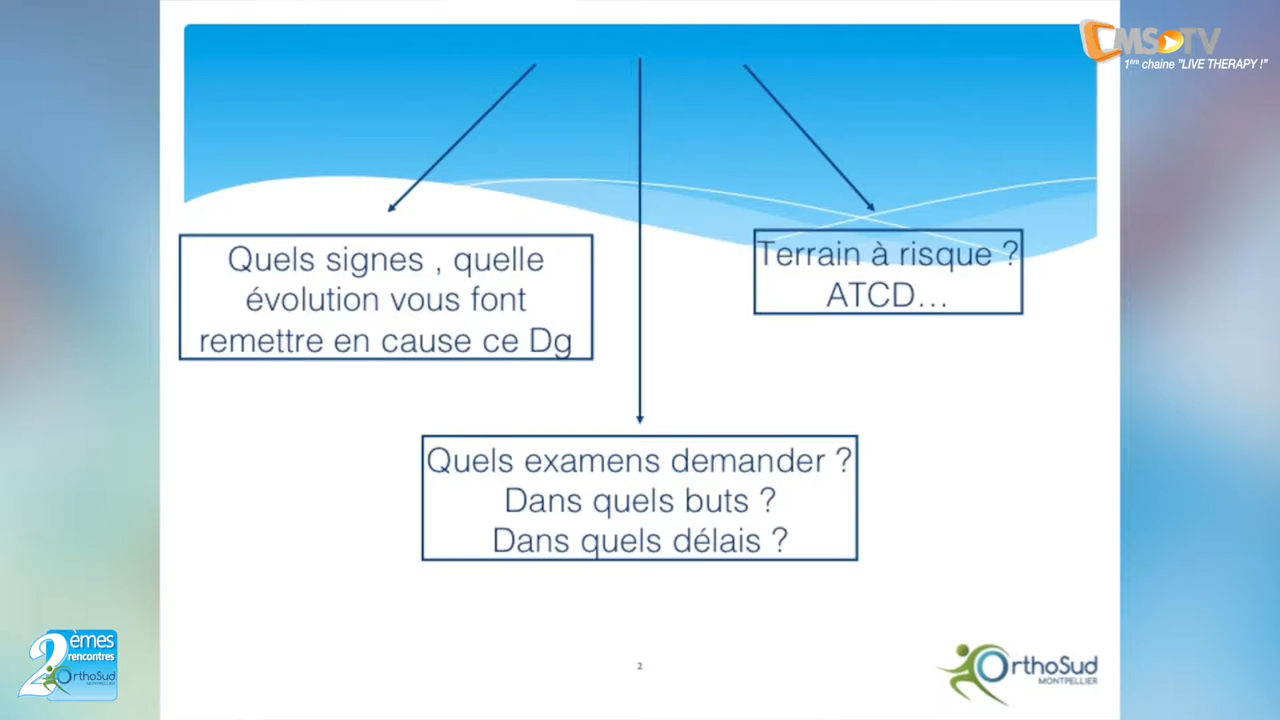 MSTV
1ère chaîne "LIVE THERAPY !"
Quels signes , quelle
évolution vous font
remettre en cause ce Dg
Terrain à risque ?
ATCD...
Quels examens demander ?
Dans quels buts ?
Dans quels délais ?
2èmes
rencontres
OrthoSud
MONTPELLIER
2
OrthoSud
MONTPELLIER